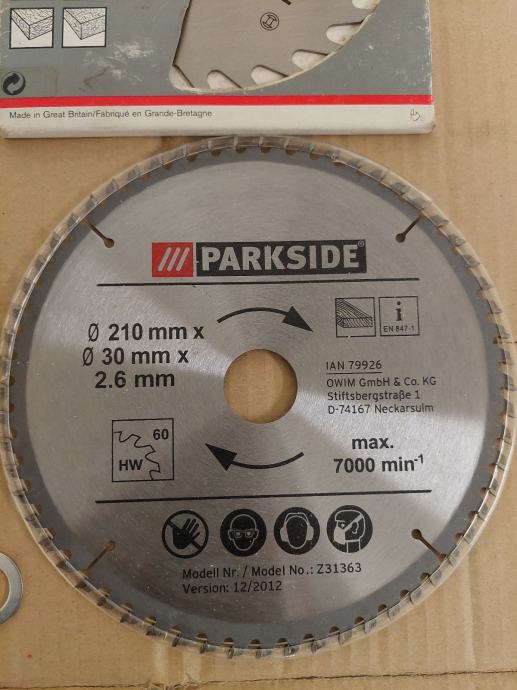 Made in Great Britain/Fabriqué en Grande-Bretagne
PARKSIDE®
Ø 210 mm x
Ø 30 mm x
2.6 mm
i
EN 847-1
IAN 79926
OWIM GmbH & Co. KG
Stiftsbergstraße 1
D-74167 Neckarsulm
60
HW
max.
7000 min⁻¹
Modell Nr. / Model No.: Z31363
Version: 12/2012